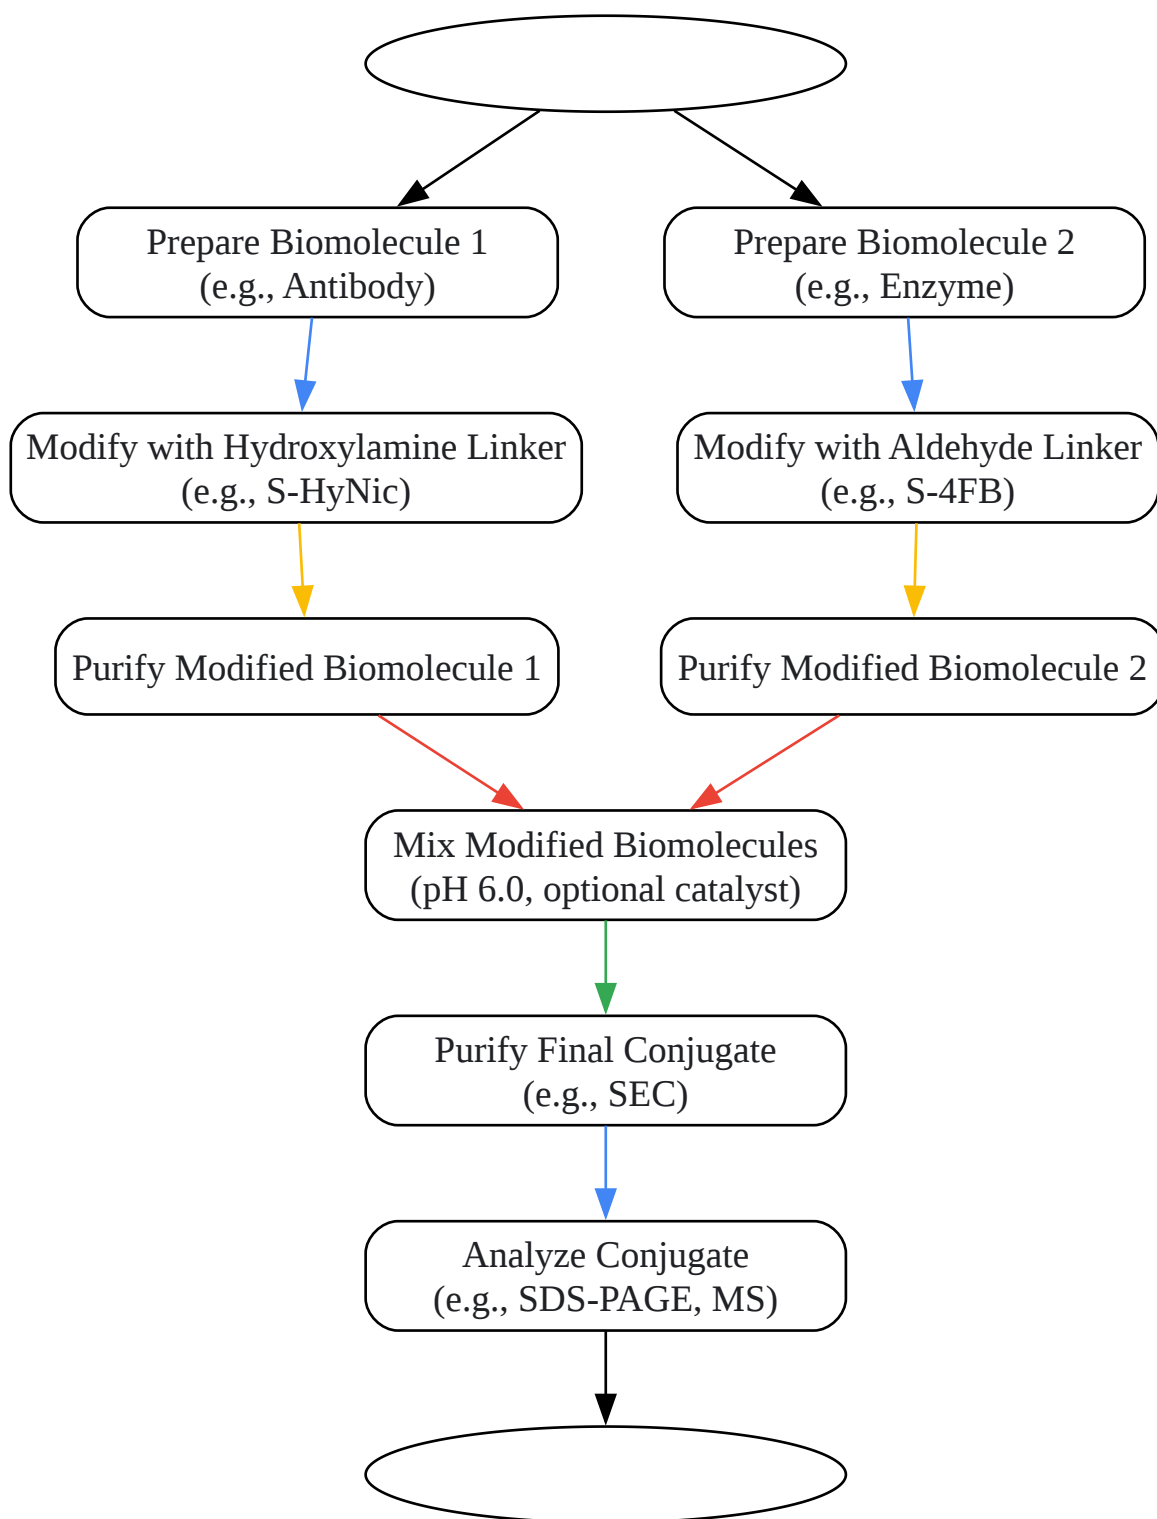 Prepare Biomolecule 1
(e.g., Antibody)
Prepare Biomolecule 2
(e.g., Enzyme)
Modify with Hydroxylamine Linker
(e.g., S-HyNic)
Modify with Aldehyde Linker
(e.g., S-4FB)
Purify Modified Biomolecule 1
Purify Modified Biomolecule 2
Mix Modified Biomolecules
(pH 6.0, optional catalyst)
Purify Final Conjugate
(e.g., SEC)
Analyze Conjugate
(e.g., SDS-PAGE, MS)